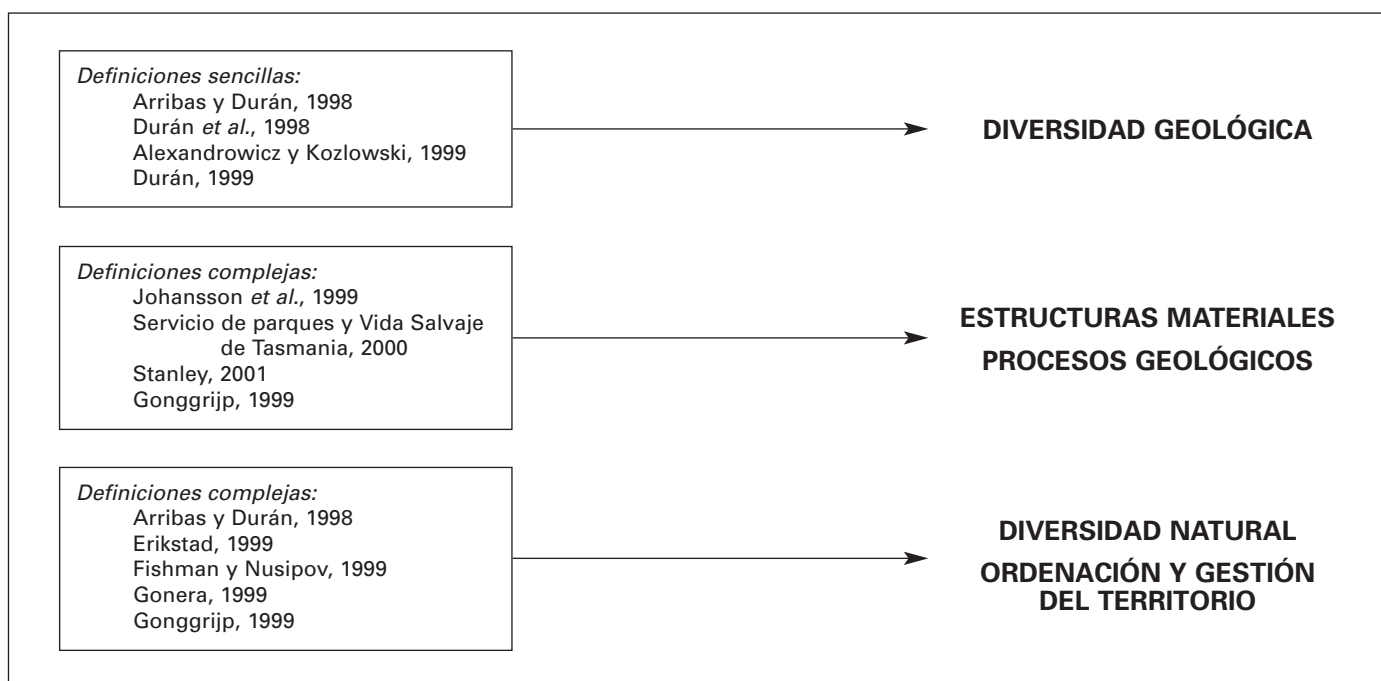 Definiciones sencillas:
Arribas y Durán, 1998
Durán et al., 1998
Alexandrowicz y Kozlowski, 1999
Durán, 1999
DIVERSIDAD GEOLÓGICA
Definiciones complejas:
Johansson et al., 1999
Servicio de parques y Vida Salvaje
de Tasmania, 2000
Stanley, 2001
Gonggrijp, 1999
ESTRUCTURAS MATERIALES
PROCESOS GEOLÓGICOS
Definiciones complejas:
Arribas y Durán, 1998
Erikstad, 1999
Fishman y Nusipov, 1999
Gonera, 1999
Gonggrijp, 1999
DIVERSIDAD NATURAL
ORDENACIÓN Y GESTIÓN
DEL TERRITORIO